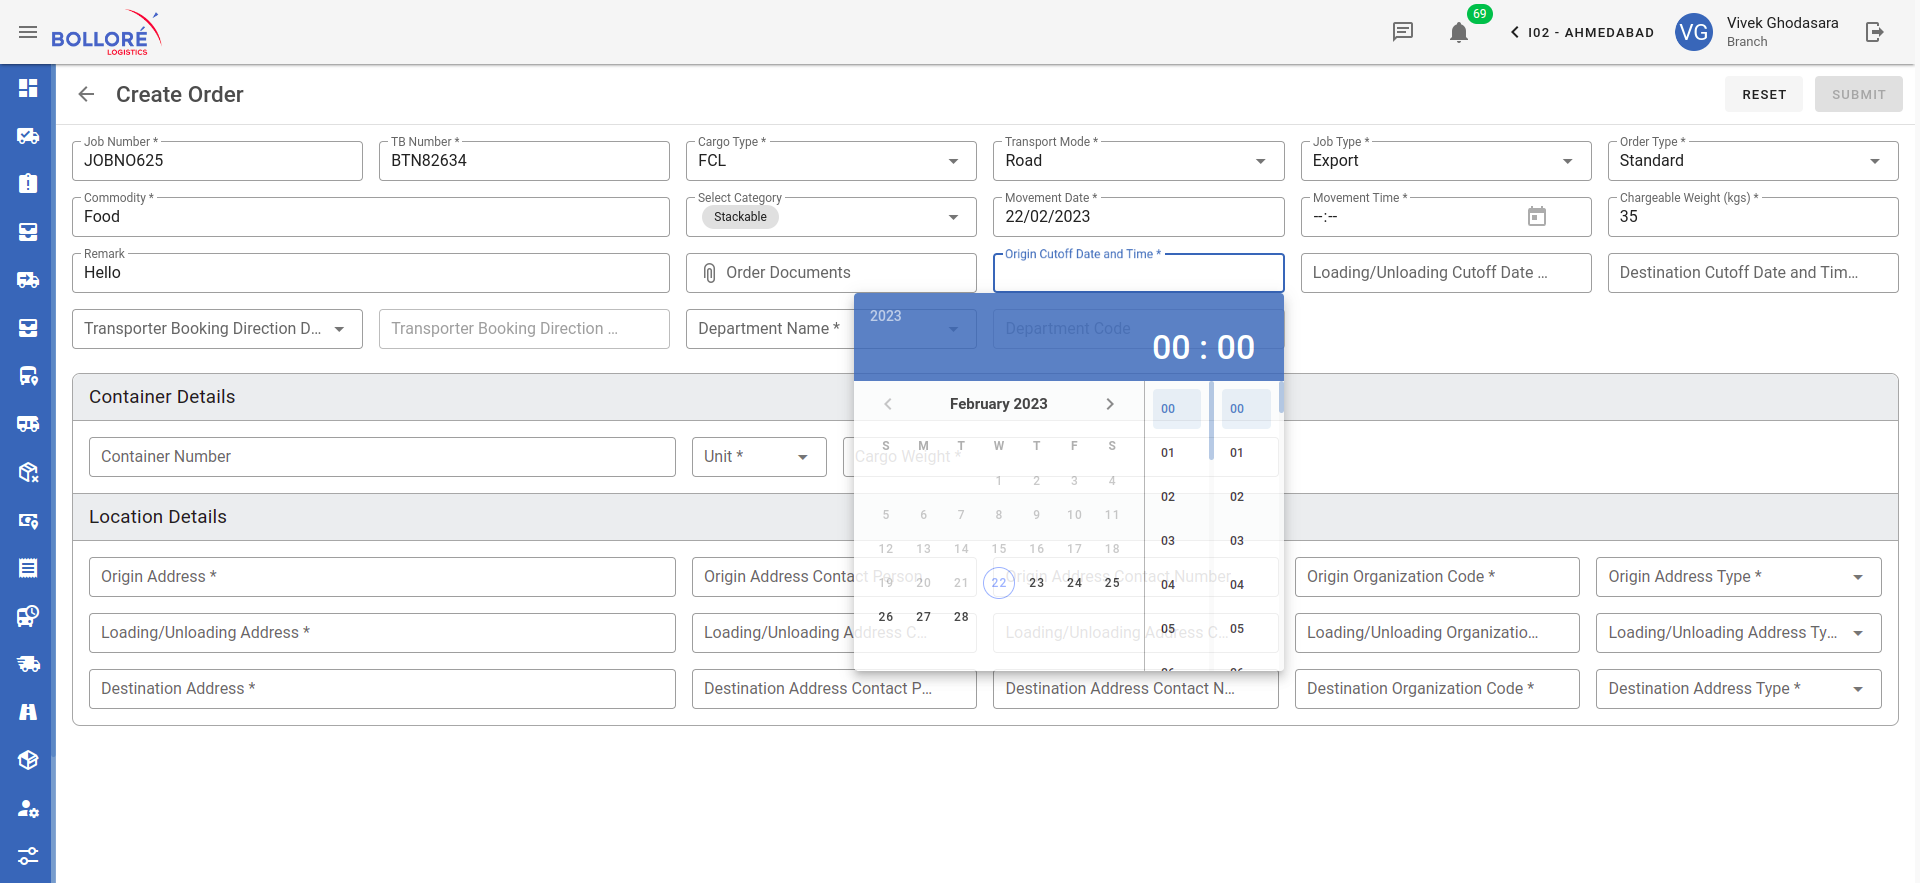 BOLLORÉ
LOGISTICS
69
I02 - AHMEDABAD
VG
Vivek Ghodasara
Branch
Create Order
RESET
SUBMIT
Job Number *
JOBNO625
TB Number *
BTN82634
Cargo Type *
FCL
Transport Mode *
Road
Job Type *
Export
Order Type *
Standard
Commodity *
Food
Select Category
Stackable
Movement Date *
22/02/2023
Movement Time *
--:--
Chargeable Weight (kgs) *
35
Remark
Hello
Order Documents
Origin Cutoff Date and Time *
Loading/Unloading Cutoff Date ...
Destination Cutoff Date and Tim...
Transporter Booking Direction D...
Transporter Booking Direction ...
Department Name *
Department Code
2023
00 : 00
February 2023
S M T W T F S
1 2 3 4
5 6 7 8 9 10 11
12 13 14 15 16 17 18
19 20 21 22 23 24 25
26 27 28
00 00
01 01
02 02
03 03
04 04
05 05
06 06
Container Details
Container Number
Unit *
Cargo Weight *
Location Details
Origin Address *
Origin Address Contact Person
Origin Address Contact Number
Origin Organization Code *
Origin Address Type *
Loading/Unloading Address *
Loading/Unloading Address C...
Loading/Unloading Address C...
Loading/Unloading Organizatio...
Loading/Unloading Address Ty...
Destination Address *
Destination Address Contact P...
Destination Address Contact N...
Destination Organization Code *
Destination Address Type *